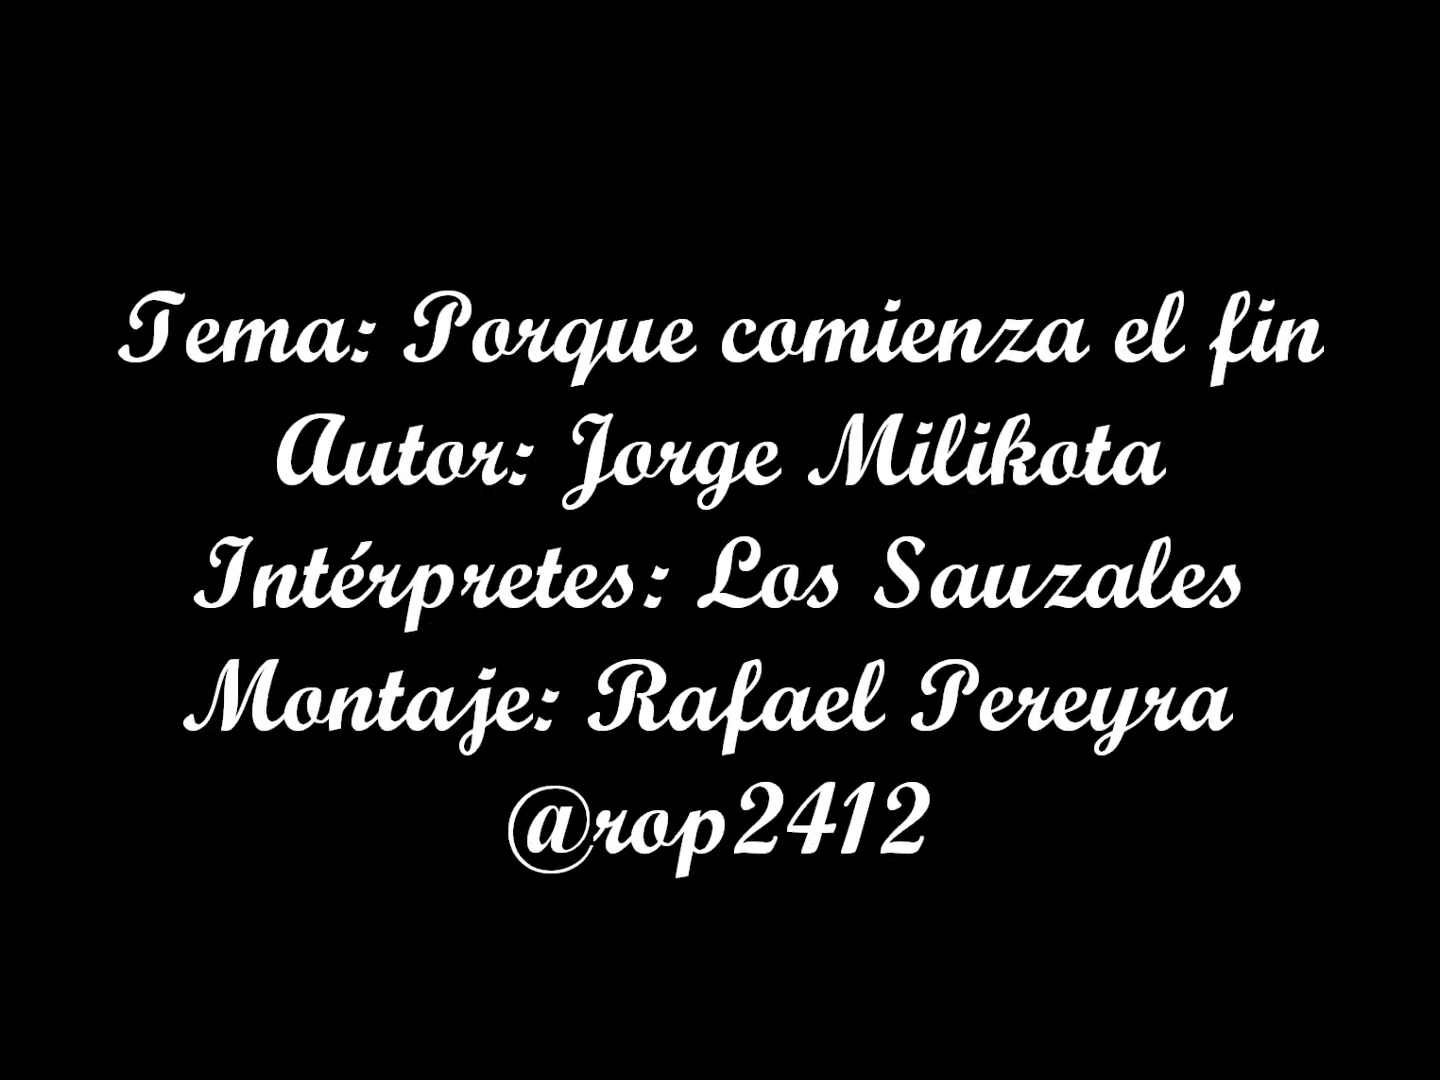 Tema: Porque comienza el fin
Autor: Jorge Milikota
Intérpretes: Los Sauzales
Montaje: Rafael Pereyra
@rop2412